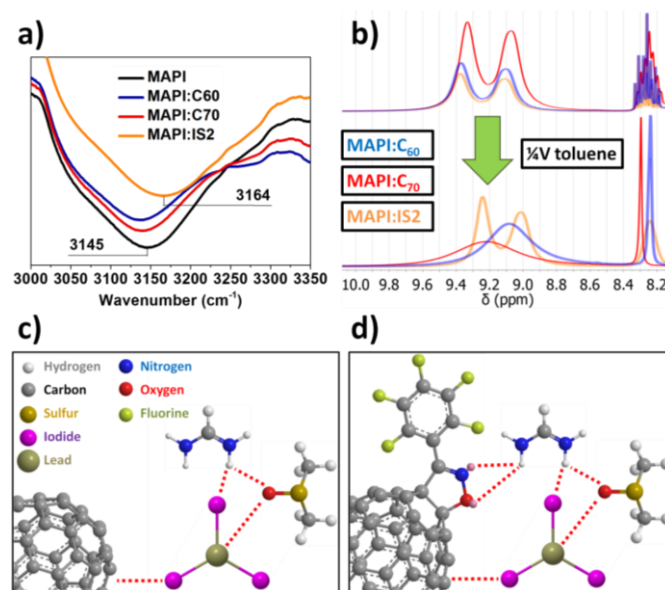 a)
MAPI
MAPI:C60
MAPI:C70
MAPI:IS2
3164
3145
3000 3050 3100 3150 3200 3250 3300 3350
Wavenumber (cm-1)
b)
MAPI:C60
MAPI:C70
MAPI:IS2
¼V toluene
10.0 9.8 9.6 9.4 9.2 9.0 8.8 8.6 8.4 8.2
δ (ppm)
c)
Hydrogen
Nitrogen
Carbon
Oxygen
Sulfur
Fluorine
Iodide
Lead
d)